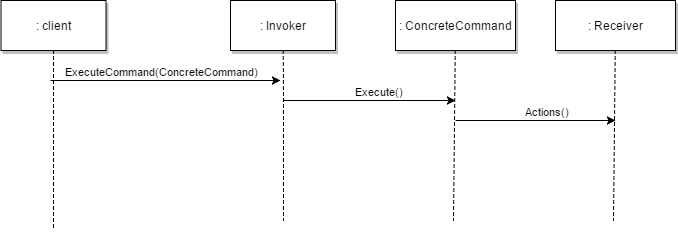 : client
: Invoker
: ConcreteCommand
: Receiver
ExecuteCommand(ConcreteCommand)
Execute()
Actions()